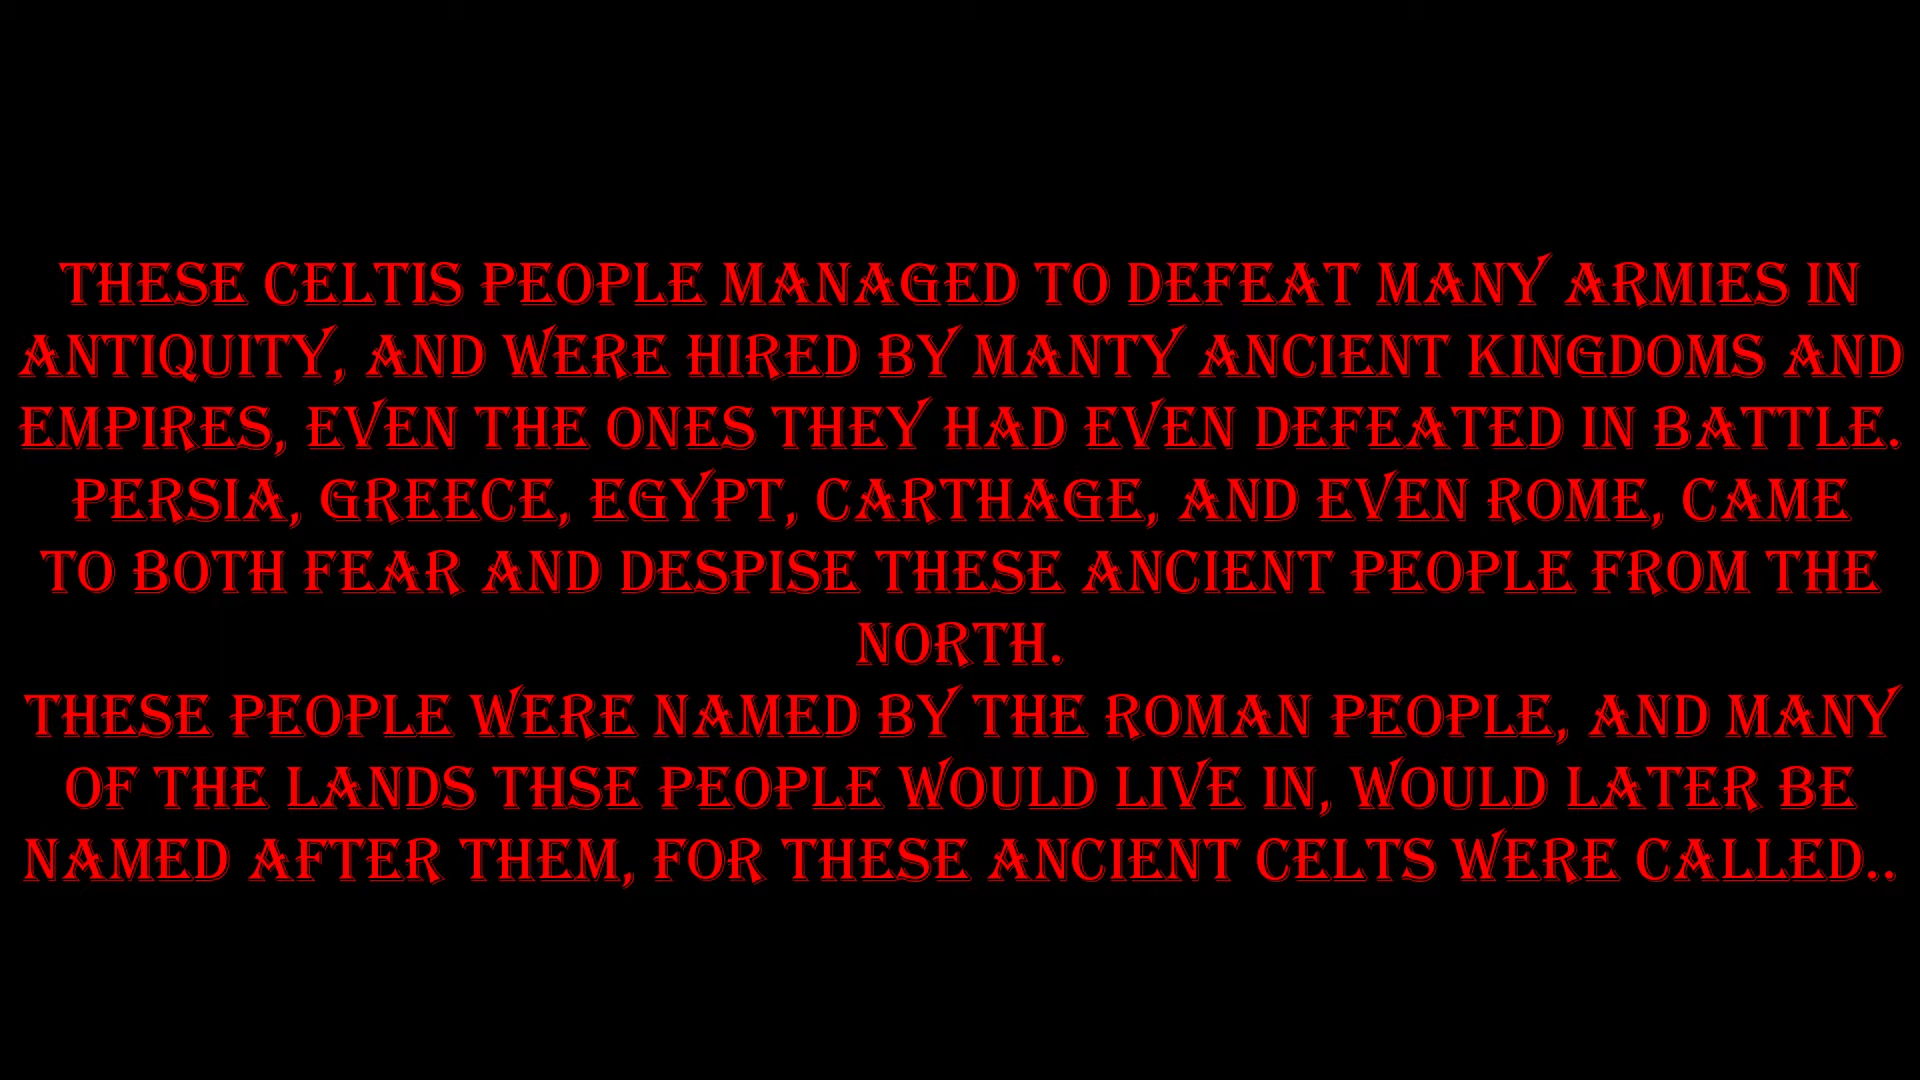 THESE CELTIS PEOPLE MANAGED TO DEFEAT MANY ARMIES IN
ANTIQUITY, AND WERE HIRED BY MANTY ANCIENT KINGDOMS AND
EMPIRES, EVEN THE ONES THEY HAD EVEN DEFEATED IN BATTLE.
PERSIA, GREECE, EGYPT, CARTHAGE, AND EVEN ROME, CAME
TO BOTH FEAR AND DESPISE THESE ANCIENT PEOPLE FROM THE
NORTH.
THESE PEOPLE WERE NAMED BY THE ROMAN PEOPLE, AND MANY
OF THE LANDS THSE PEOPLE WOULD LIVE IN, WOULD LATER BE
NAMED AFTER THEM, FOR THESE ANCIENT CELTS WERE CALLED..